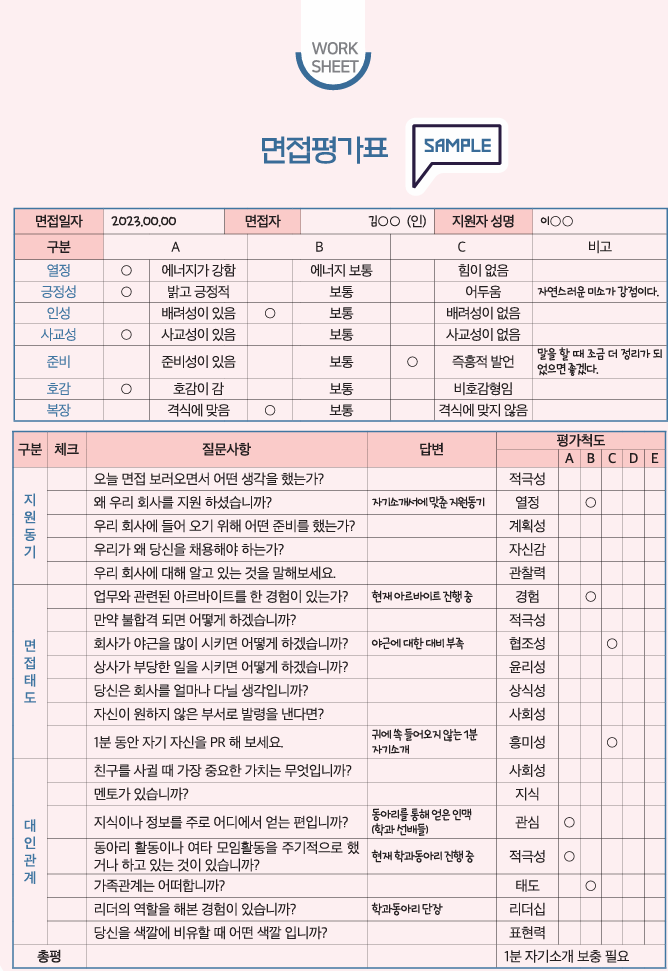 WORK
SHEET
면접평가표 SAMPLE
면접일자 2023.00.00 면접자 김○○ (인) 지원자 성명 이○○
구분 A B C 비고
열정 ○ 에너지가 강함 에너지 보통 힘이 없음
긍정성 ○ 밝고 긍정적 보통 어두움 자연스러운 미소가 강점이다.
인성 배려성이 있음 ○ 보통 배려성이 없음
사교성 ○ 사교성이 있음 보통 사교성이 없음
준비 준비성이 있음 보통 ○ 즉흥적 발언 말을 할 때 조금 더 정리가 되
었으면 좋겠다.
호감 ○ 호감이 감 보통 비호감형임
복장 격식에 맞음 ○ 보통 격식에 맞지 않음
구분 체크 질문사항 답변 평가척도
A B C D E
지원동기
오늘 면접 보러오면서 어떤 생각을 했는가? 적극성
왜 우리 회사를 지원 하셨습니까? 자기소개서에 맞춘 지원동기 열정 ○
우리 회사에 들어 오기 위해 어떤 준비를 했는가? 계획성
우리가 왜 당신을 채용해야 하는가? 자신감
우리 회사에 대해 알고 있는 것을 말해보세요. 관찰력
면접태도
업무와 관련된 아르바이트를 한 경험이 있는가? 현재 아르바이트 진행 중 경험 ○
만약 불합격 되면 어떻게 하겠습니까? 적극성
회사가 야근을 많이 시키면 어떻게 하겠습니까? 야근에 대한 대비 부족 협조성 ○
상사가 부당한 일을 시키면 어떻게 하겠습니까? 윤리성
당신은 회사를 얼마나 다닐 생각입니까? 상식성
자신이 원하지 않은 부서로 발령을 낸다면? 사회성
1분 동안 자기 자신을 PR 해 보세요. 귀에 쏙 들어오지 않는 1분
자기소개 흥미성 ○
대인관계
친구를 사귈 때 가장 중요한 가치는 무엇입니까? 사회성
멘토가 있습니까? 지식
지식이나 정보를 주로 어디에서 얻는 편입니까? 동아리를 통해 얻은 인맥
(학과 선배들) 관심 ○
동아리 활동이나 여타 모임활동을 주기적으로 했
거나 하고 있는 것이 있습니까? 현재 학과동아리 진행 중 적극성 ○
가족관계는 어떠합니까? 태도 ○
리더의 역할을 해본 경험이 있습니까? 학과동아리 단장 리더십
당신을 색깔에 비유할 때 어떤 색깔 입니까? 표현력
총평 1분 자기소개 보충 필요